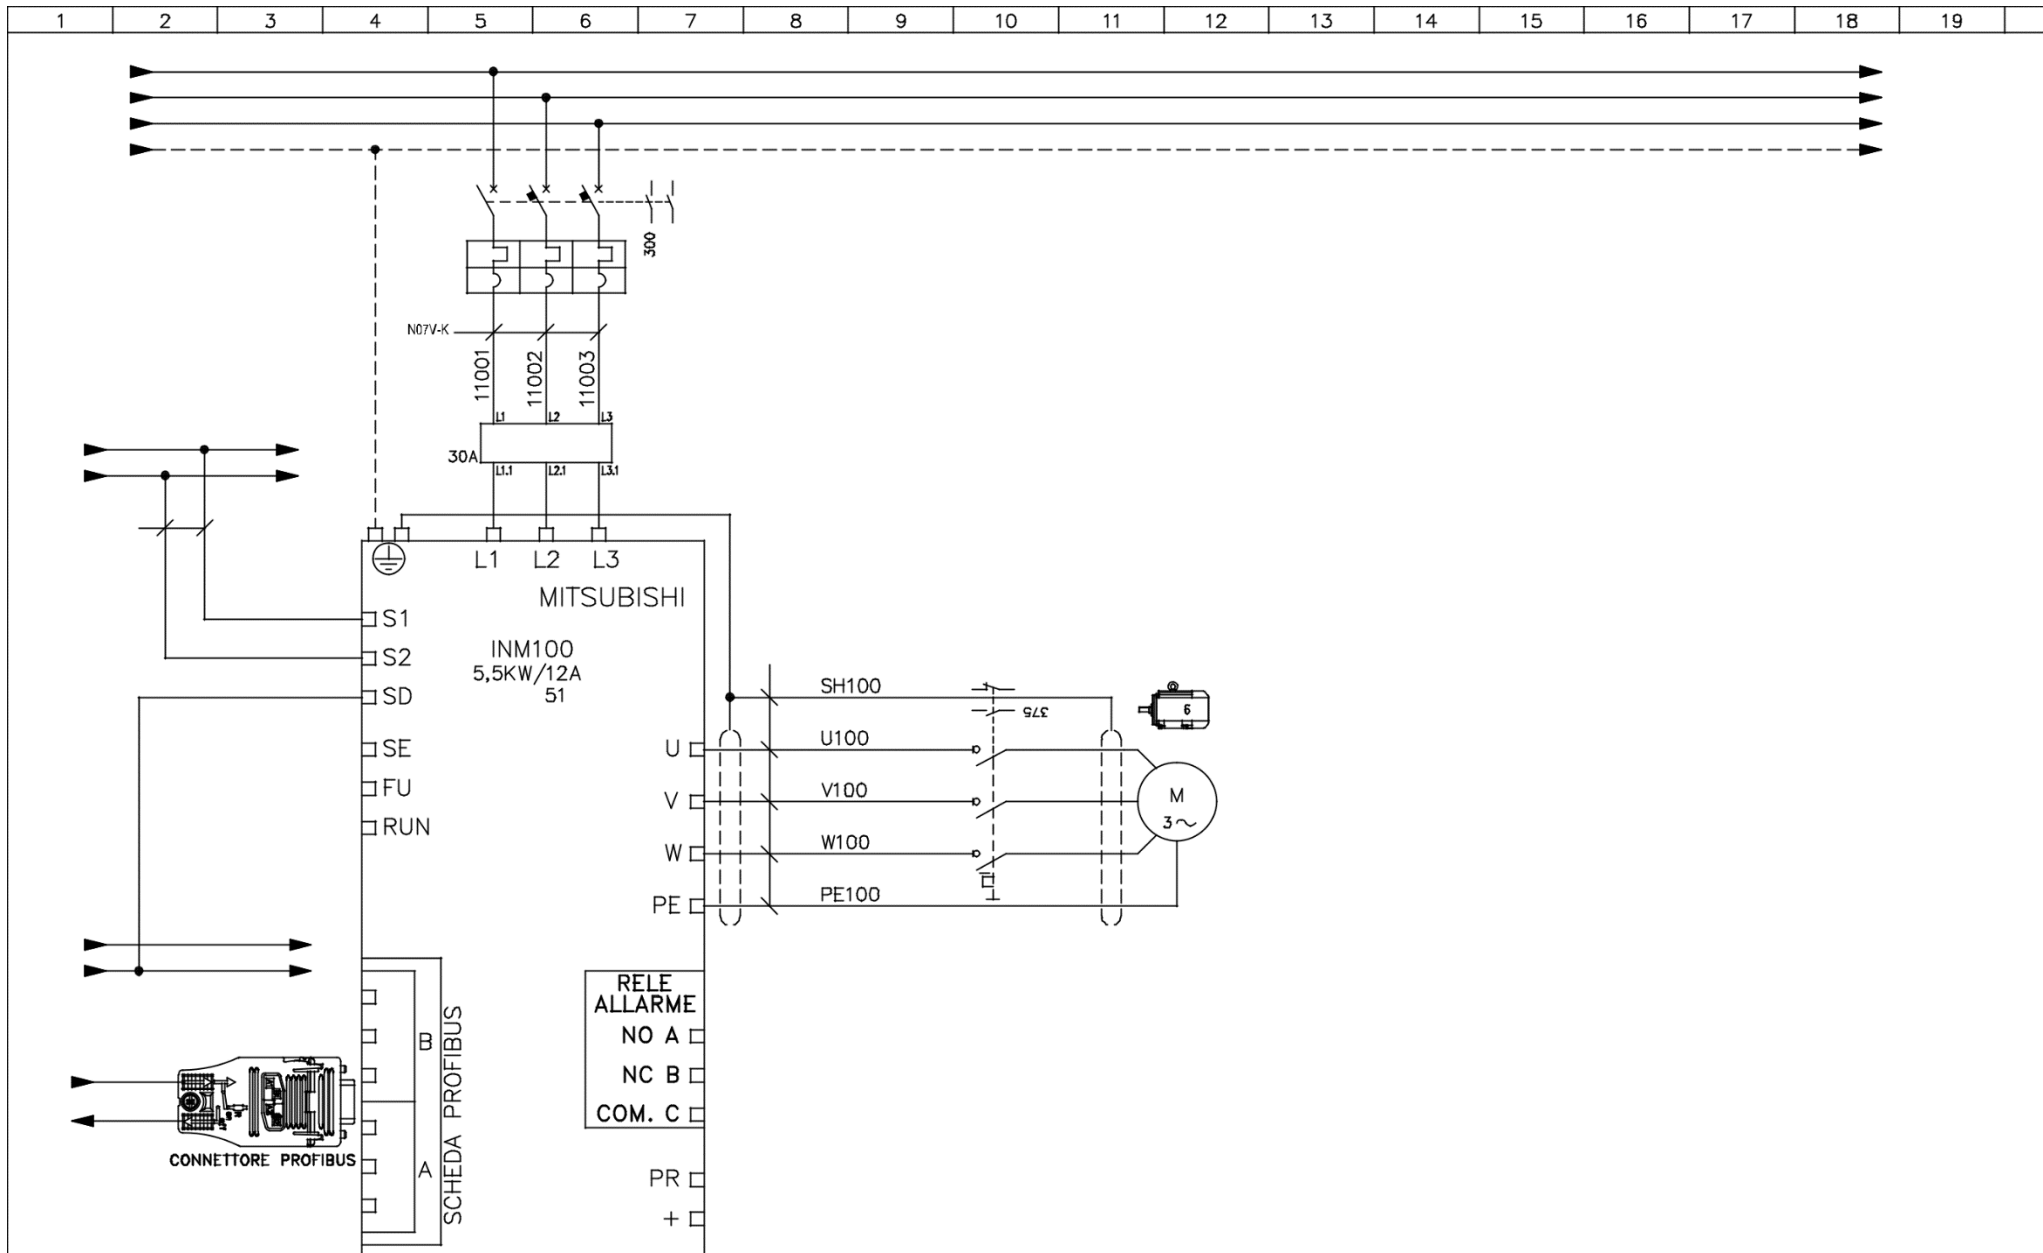 1 2 3 4 5 6 7 8 9 10 11 12 13 14 15 16 17 18 19
300
N07V-K
11001 11002 11003
L1 L2 L3
30A
L1.1 L2.1 L3.1
L1 L2 L3
MITSUBISHI
S1
INM100
S2
5,5KW/12A
SD
51
SH100
375
6
SE
U
U100
FU
V
V100
M
3~
RUN
W
W100
PE
PE100
RELE
ALLARME
NO A
B
NC B
COM. C
SCHEDA PROFIBUS
CONNETTORE PROFIBUS
A
PR
+